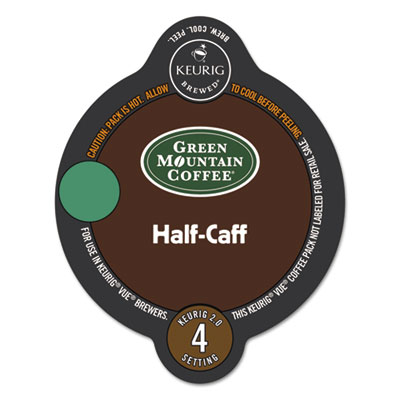 BREW. COOL. PEEL.
KEURIG
BREWED®
CAUTION: PACK IS HOT. ALLOW TO COOL BEFORE PEELING.
GREEN
MOUNTAIN
COFFEE®
Half-Caff
FOR USE IN KEURIG® VUE® BREWERS.
THIS KEURIG® VUE® COFFEE PACK NOT LABELED FOR RETAIL SALE.
KEURIG 2.0
4
SETTING